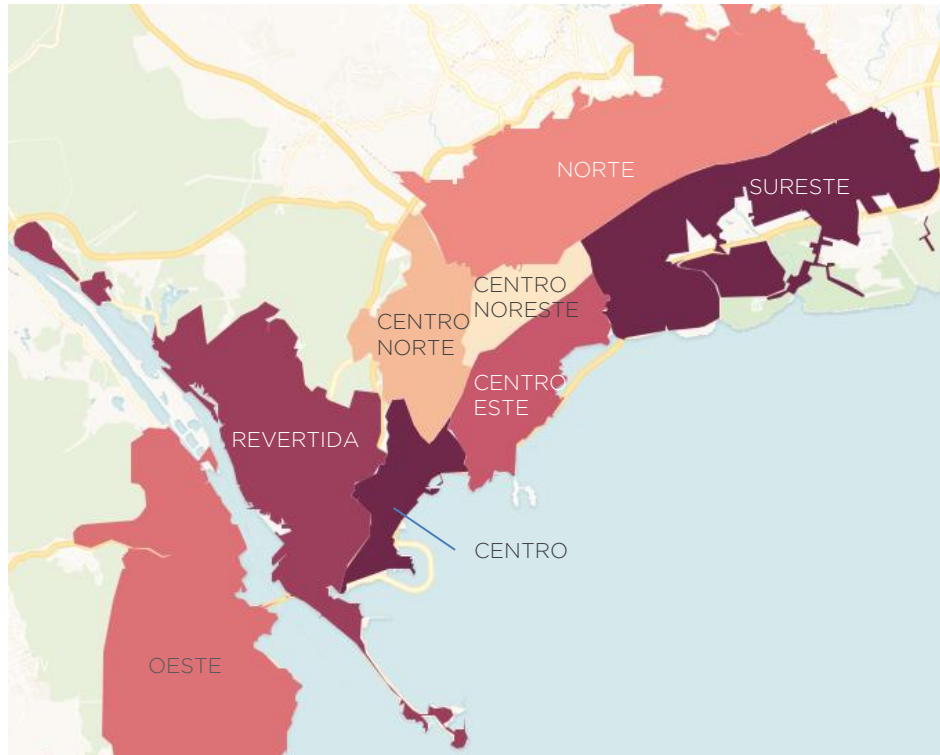 NORTE
SURESTE
CENTRO
NORESTE
CENTRO
NORTE
CENTRO
ESTE
REVERTIDA
CENTRO
OESTE